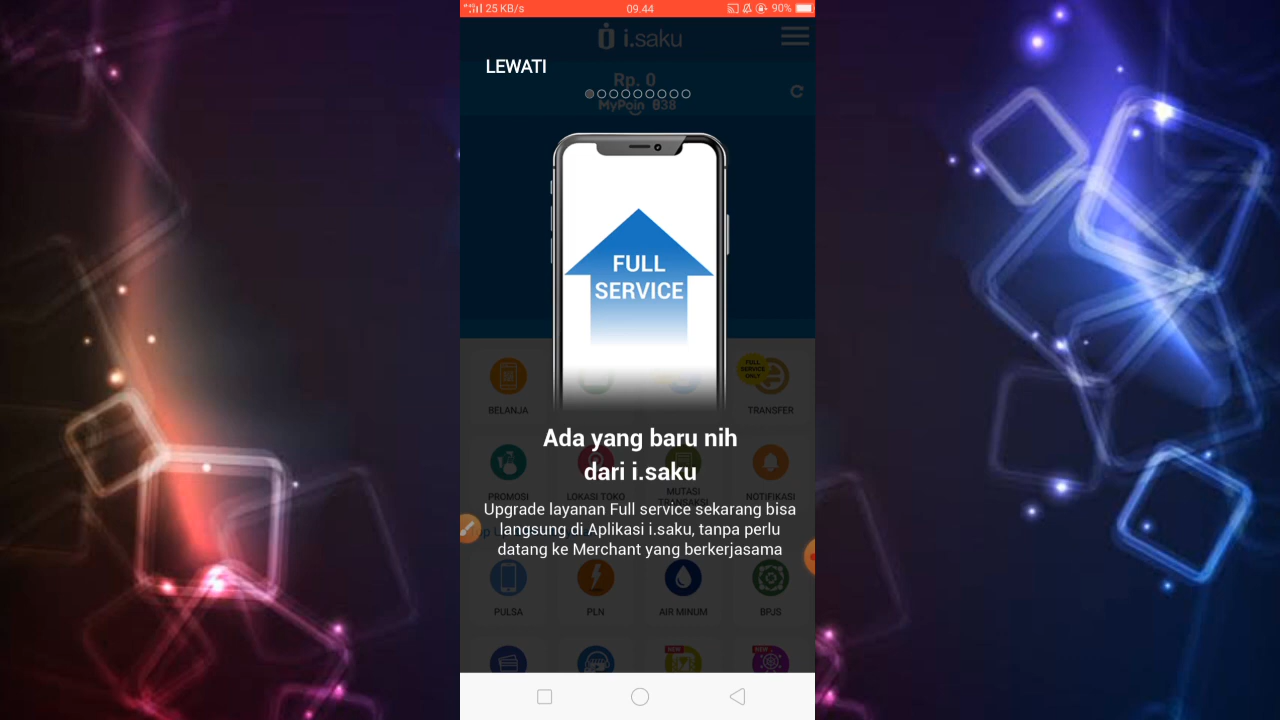 25 KB/s
09.44
90%
i.saku
LEWATI
Rp. 0
MyPoin 038
FULL
SERVICE
FULL
SERVICE
ONLY
BELANJA
TRANSFER
Ada yang baru nih
dari i.saku
PROMOSI
LOKASI TOKO
MUTASI
TRANSAKSI
NOTIFIKASI
Upgrade layanan Full service sekarang bisa
langsung di Aplikasi i.saku, tanpa perlu
datang ke Merchant yang berkerjasama
PULSA
PLN
AIR MINUM
BPJS
NEW
NEW